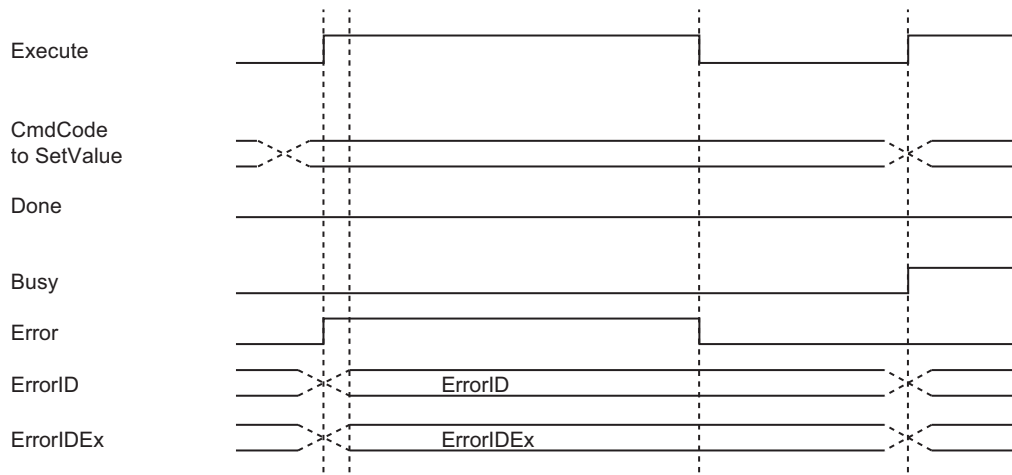 Execute
CmdCode
to SetValue
Done
Busy
Error
ErrorID ErrorID
ErrorIDEx ErrorIDEx